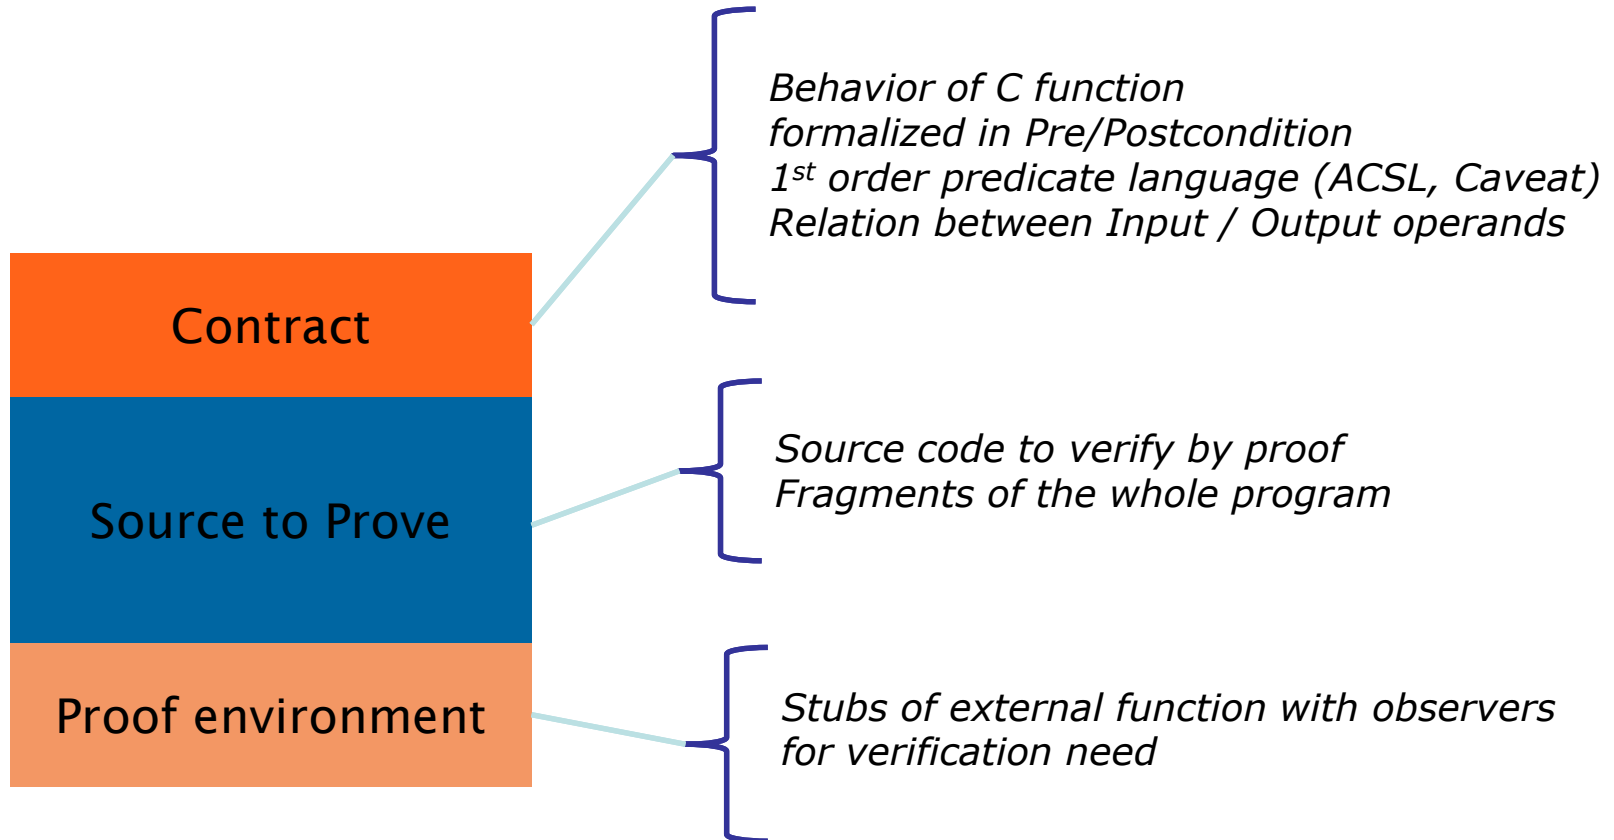 Behavior of C function
formalized in Pre/Postcondition
1st order predicate language (ACSL, Caveat)
Relation between Input / Output operands
Contract
Source code to verify by proof
Fragments of the whole program
Source to Prove
Proof environment
Stubs of external function with observers
for verification need